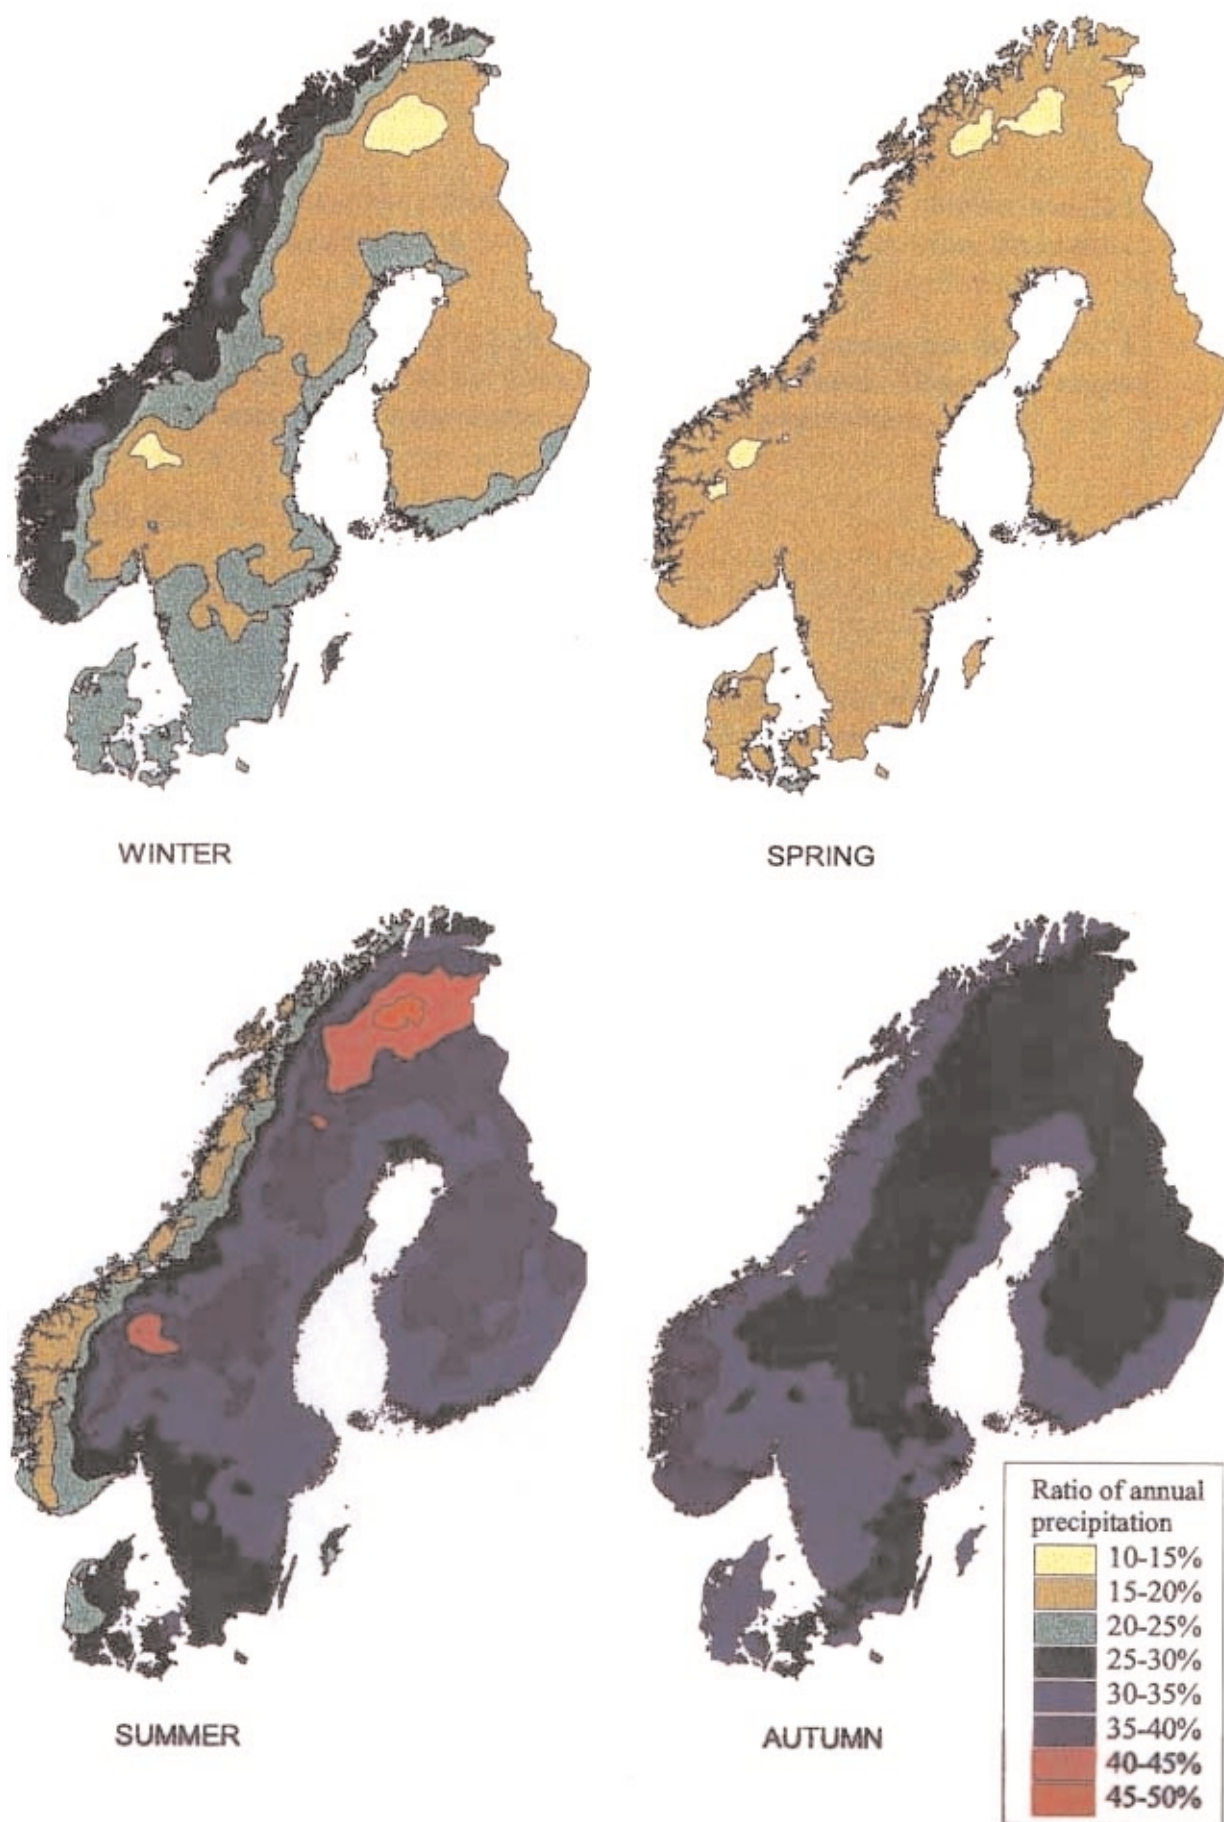 WINTER
SPRING
SUMMER
AUTUMN
Ratio of annual
precipitation
10-15%
15-20%
20-25%
25-30%
30-35%
35-40%
40-45%
45-50%